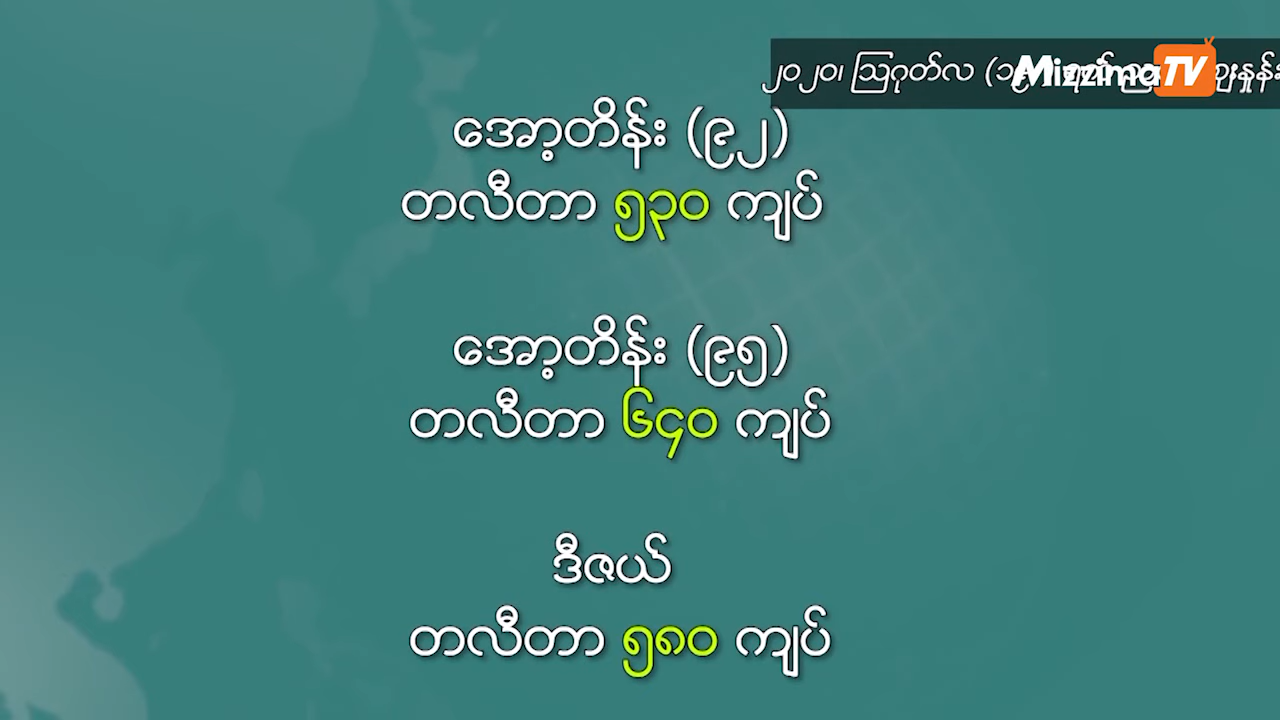 ၂၀၂၀၊ ဩဂုတ်လ
Mizzima TV
အော့တိန်း (၉၂)
တလီတာ ၅၃၀ ကျပ်
အော့တိန်း (၉၅)
တလီတာ ၆၄၀ ကျပ်
ဒီဇယ်
တလီတာ ၅၈၀ ကျပ်